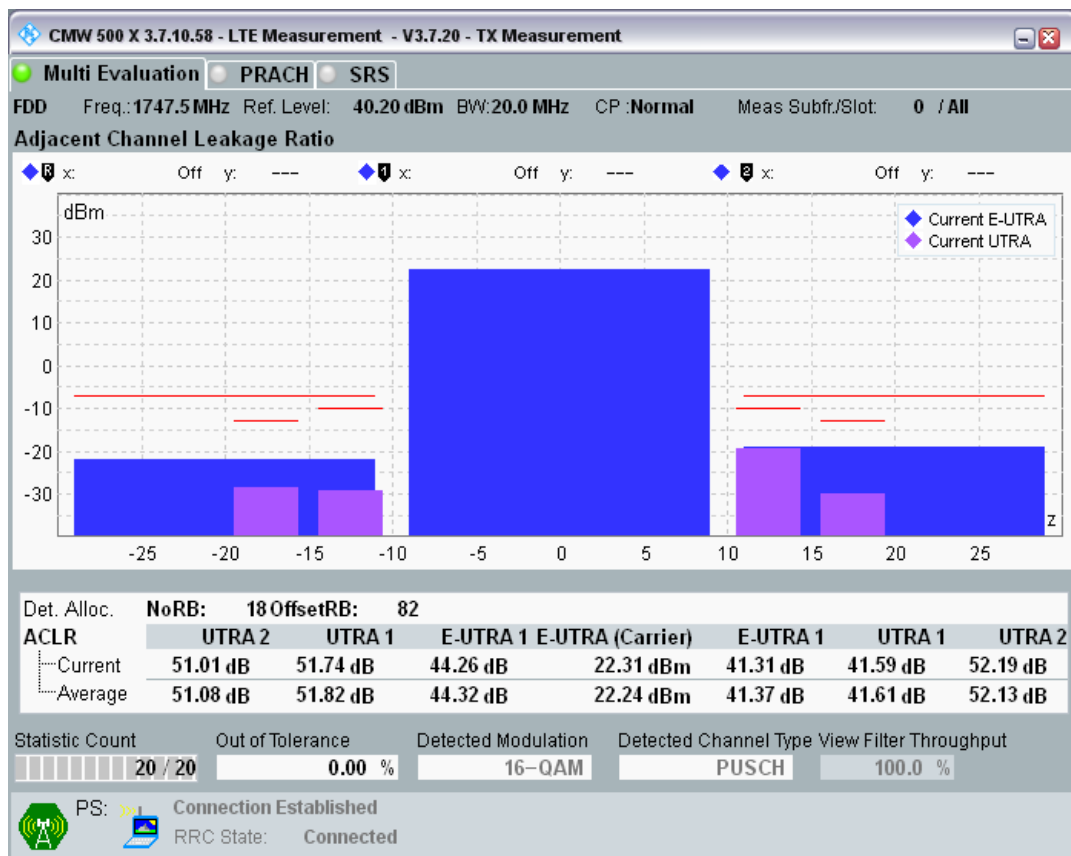 CMW 500 X 3.7.10.58 - LTE Measurement - V3.7.20 - TX Measurement
Multi Evaluation PRACH SRS
FDD Freq.:1747.5 MHz Ref. Level: 40.20 dBm BW:20.0 MHz CP :Normal Meas Subfr./Slot: 0 / All
Adjacent Channel Leakage Ratio
R x: Off y: --- 1 x: Off y: --- 2 x: Off y: ---
dBm
Current E-UTRA
Current UTRA
30
20
10
0
-10
-20
-30
z
-25 -20 -15 -10 -5 0 5 10 15 20 25
Det. Alloc. NoRB: 18 OffsetRB: 82
ACLR UTRA 2 UTRA 1 E-UTRA 1 E-UTRA (Carrier) E-UTRA 1 UTRA 1 UTRA 2
Current 51.01 dB 51.74 dB 44.26 dB 22.31 dBm 41.31 dB 41.59 dB 52.19 dB
Average 51.08 dB 51.82 dB 44.32 dB 22.24 dBm 41.37 dB 41.61 dB 52.13 dB
Statistic Count Out of Tolerance Detected Modulation Detected Channel Type View Filter Throughput
20 / 20 0.00 % 16-QAM PUSCH 100.0 %
PS: Connection Established
RRC State: Connected